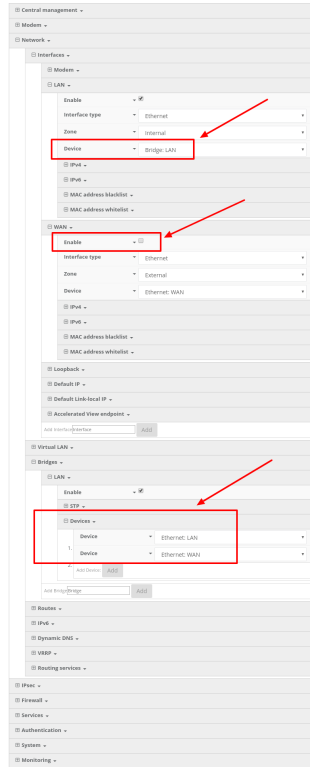 Central management
Modem
Network
Interfaces
Modem
LAN
Enable
Interface type Ethernet
Zone Internal
Device Bridge: LAN
IPv4
IPv6
MAC address blacklist
MAC address whitelist
WAN
Enable
Interface type Ethernet
Zone External
Device Ethernet: WAN
IPv4
IPv6
MAC address blacklist
MAC address whitelist
Loopback
Default IP
Default Link-local IP
Accelerated View endpoint
Add Interface Interface Add
Virtual LAN
Bridges
LAN
Enable
STP
Devices
Device Ethernet: LAN
1.
Device Ethernet: WAN
2.
Add Device: Add
Add Bridge Bridge Add
Routes
IPv6
Dynamic DNS
VRRP
Routing services
IPsec
Firewall
Services
Authentication
System
Monitoring